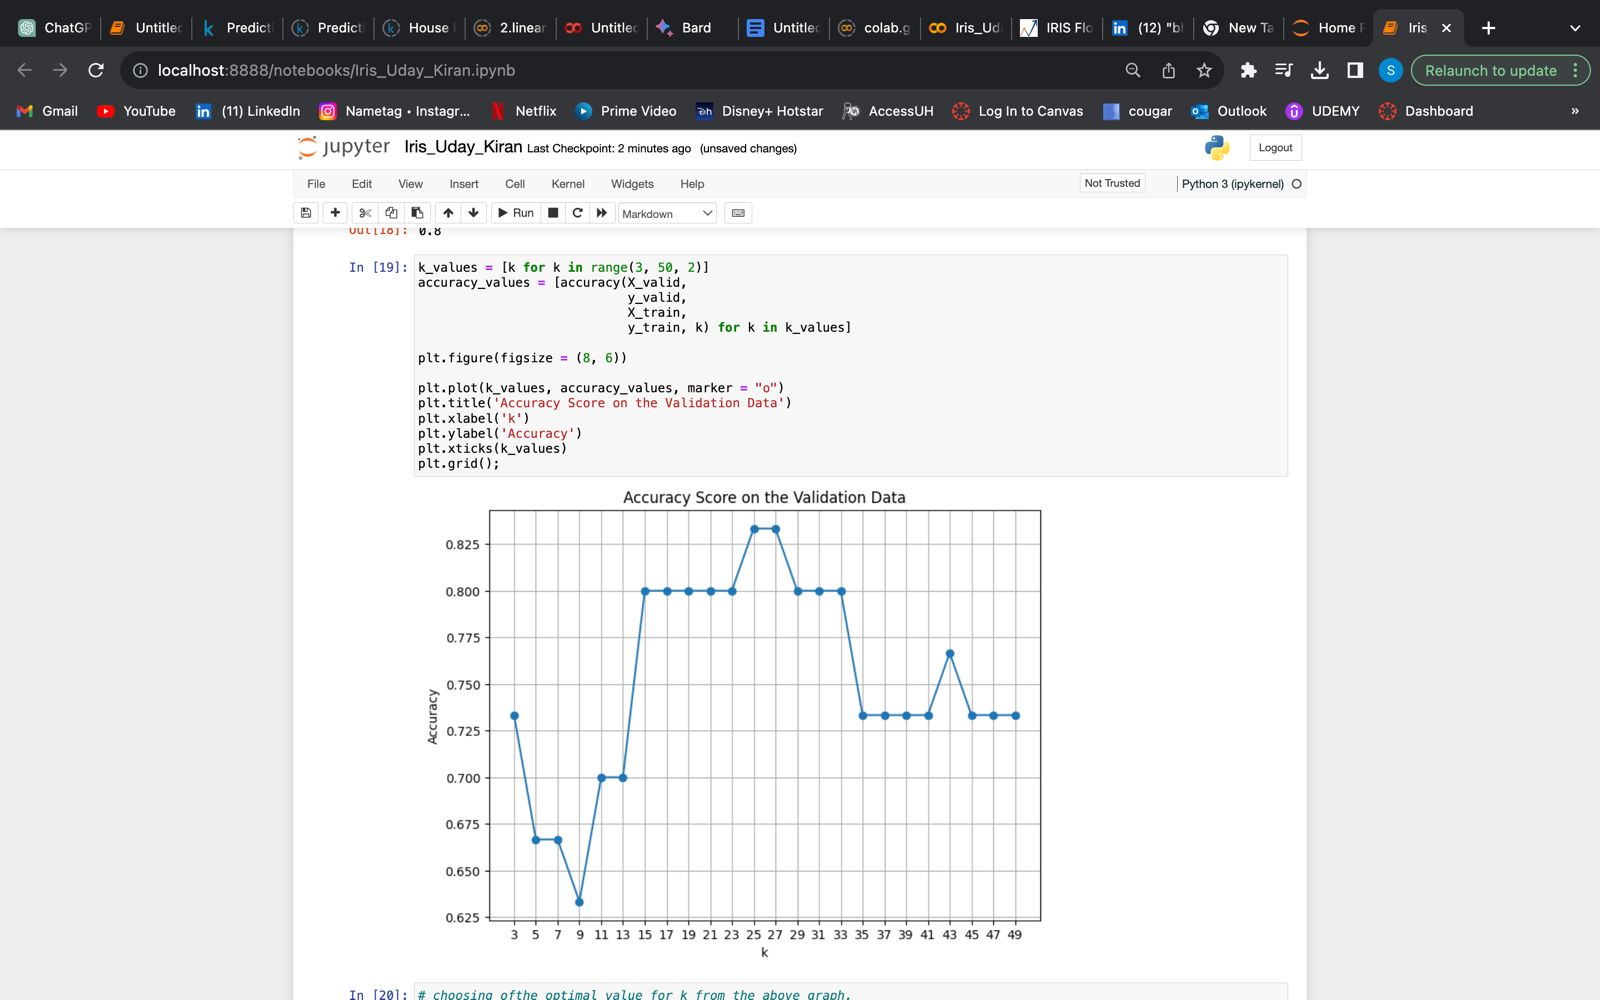 ChatGP
Untitled
Predicti
Predicti
House
2.linear
Untitled
Bard
Untitled
colab.g
Iris_Ud
IRIS Flo
(12) "bh
New Ta
Home P
Iris
localhost:8888/notebooks/Iris_Uday_Kiran.ipynb
S
Relaunch to update
Gmail
YouTube
(11) LinkedIn
Nametag • Instagr...
Netflix
Prime Video
Disney+ Hotstar
AccessUH
Log In to Canvas
cougar
Outlook
UDEMY
Dashboard
»
jupyter Iris_Uday_Kiran Last Checkpoint: 2 minutes ago (unsaved changes)
Logout
File Edit View Insert Cell Kernel Widgets Help
Not Trusted
Python 3 (ipykernel)
Run
Markdown
Out[18]: 0.8
In [19]: k_values = [k for k in range(3, 50, 2)]
accuracy_values = [accuracy(X_valid,
y_valid,
X_train,
y_train, k) for k in k_values]
plt.figure(figsize = (8, 6))
plt.plot(k_values, accuracy_values, marker = "o")
plt.title('Accuracy Score on the Validation Data')
plt.xlabel('k')
plt.ylabel('Accuracy')
plt.xticks(k_values)
plt.grid();
Accuracy Score on the Validation Data
0.825
0.800
0.775
0.750
0.725
0.700
0.675
0.650
0.625
Accuracy
3 5 7 9 11 13 15 17 19 21 23 25 27 29 31 33 35 37 39 41 43 45 47 49
k
In [20]: # choosing ofthe optimal value for k from the above graph.